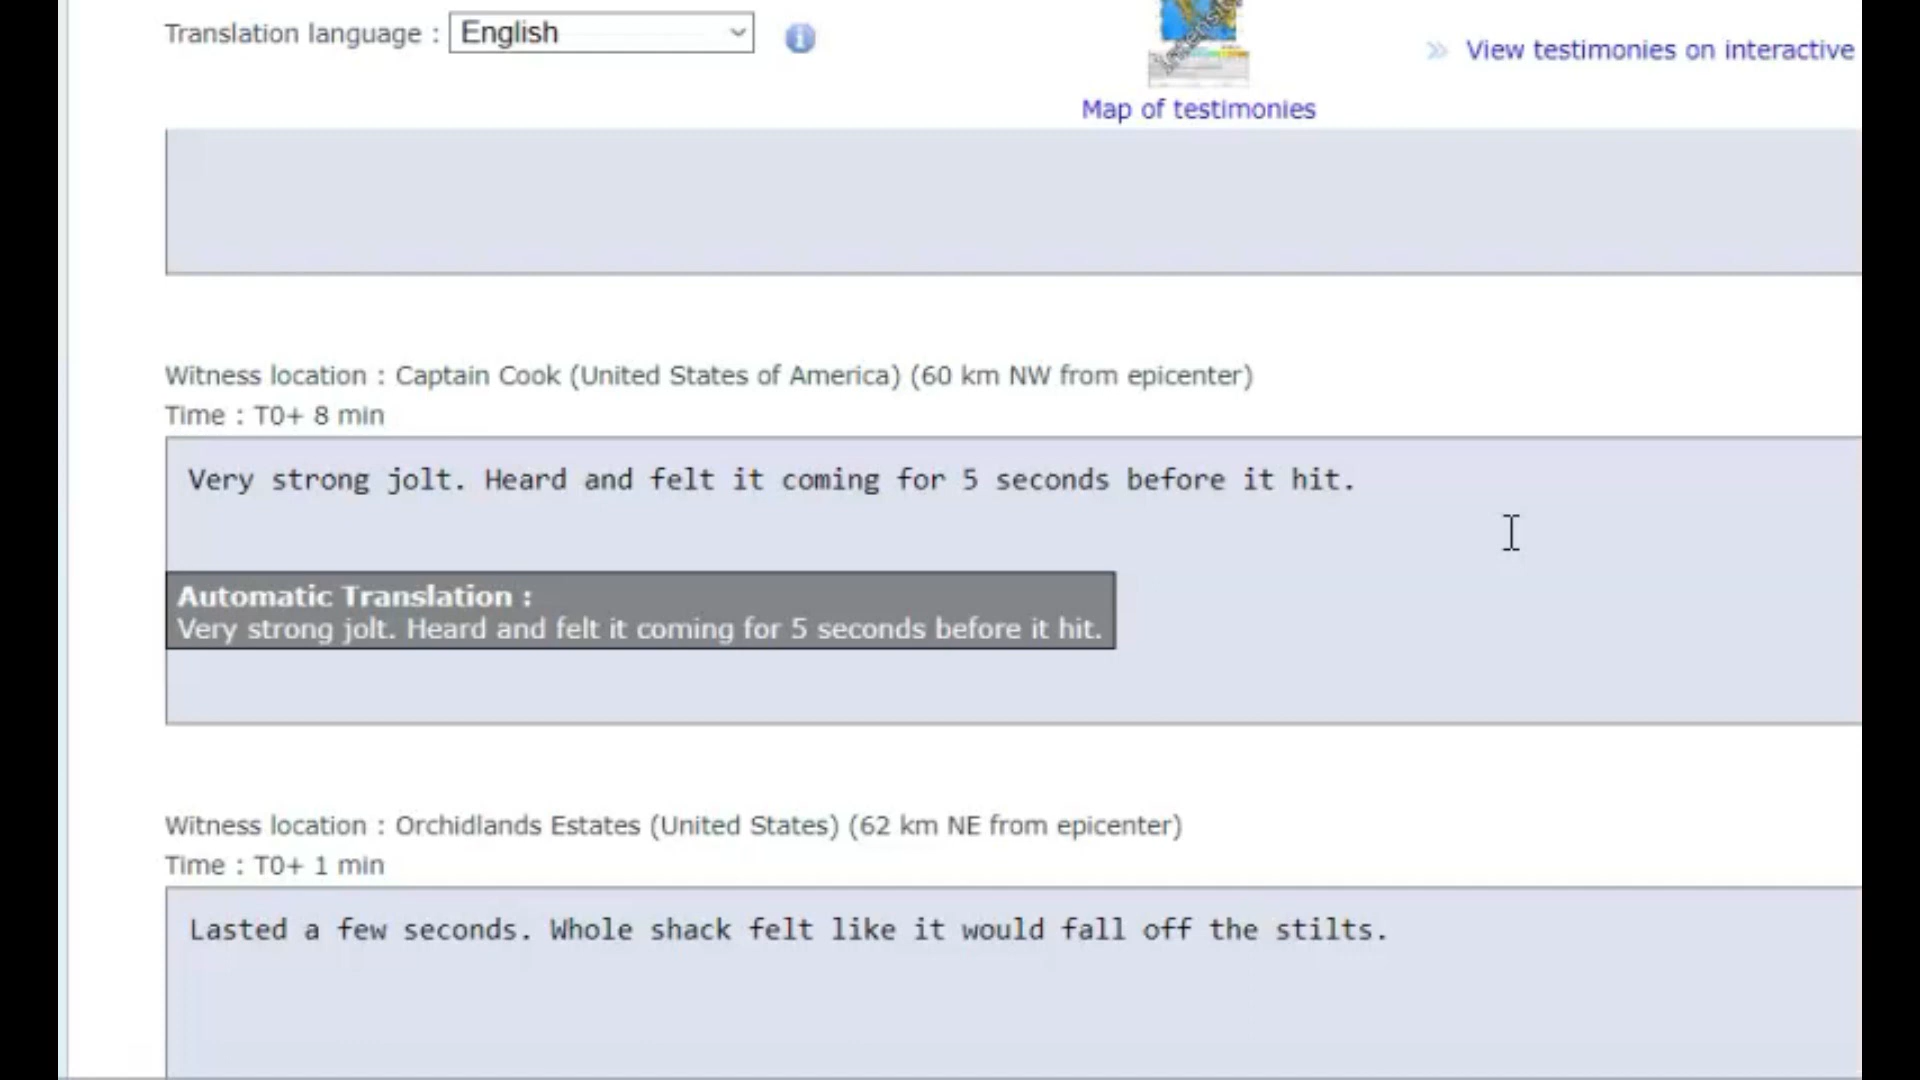 Translation language : English
View testimonies on interactive
Map of testimonies
Witness location : Captain Cook (United States of America) (60 km NW from epicenter)
Time : T0+ 8 min
Very strong jolt. Heard and felt it coming for 5 seconds before it hit.
Automatic Translation :
Very strong jolt. Heard and felt it coming for 5 seconds before it hit.
Witness location : Orchidlands Estates (United States) (62 km NE from epicenter)
Time : T0+ 1 min
Lasted a few seconds. Whole shack felt like it would fall off the stilts.